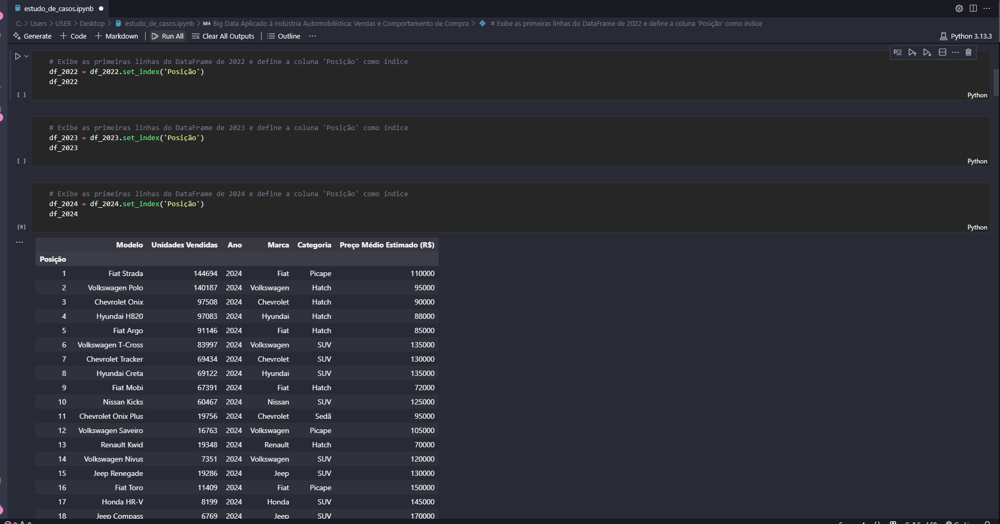 estudo_de_casos.ipynb
C: > Users > USER > Desktop > estudo_de_casos.ipynb > M↓ Big Data Aplicado à Indústria Automobilística: Vendas e Comportamento de Compra > # Exibe as primeiras linhas do DataFrame de 2022 e define a coluna 'Posição' como índice
Generate + Code + Markdown | Run All Clear All Outputs | Outline ··· Python 3.13.3
# Exibe as primeiras linhas do DataFrame de 2022 e define a coluna 'Posição' como índice
df_2022 = df_2022.set_index('Posição')
df_2022
[ ] Python
# Exibe as primeiras linhas do DataFrame de 2023 e define a coluna 'Posição' como índice
df_2023 = df_2023.set_index('Posição')
df_2023
[ ] Python
# Exibe as primeiras linhas do DataFrame de 2024 e define a coluna 'Posição' como índice
df_2024 = df_2024.set_index('Posição')
df_2024
[8] Python
Modelo Unidades Vendidas Ano Marca Categoria Preço Médio Estimado (R$)
Posição
1 Fiat Strada 144694 2024 Fiat Picape 110000
2 Volkswagen Polo 140187 2024 Volkswagen Hatch 95000
3 Chevrolet Onix 97508 2024 Chevrolet Hatch 90000
4 Hyundai HB20 97083 2024 Hyundai Hatch 88000
5 Fiat Argo 91146 2024 Fiat Hatch 85000
6 Volkswagen T-Cross 83997 2024 Volkswagen SUV 135000
7 Chevrolet Tracker 69434 2024 Chevrolet SUV 130000
8 Hyundai Creta 69122 2024 Hyundai SUV 135000
9 Fiat Mobi 67391 2024 Fiat Hatch 72000
10 Nissan Kicks 60467 2024 Nissan SUV 125000
11 Chevrolet Onix Plus 19756 2024 Chevrolet Sedã 95000
12 Volkswagen Saveiro 16763 2024 Volkswagen Picape 105000
13 Renault Kwid 19348 2024 Renault Hatch 70000
14 Volkswagen Nivus 7351 2024 Volkswagen SUV 120000
15 Jeep Renegade 19286 2024 Jeep SUV 130000
16 Fiat Toro 11409 2024 Fiat Picape 150000
17 Honda HR-V 8199 2024 Honda SUV 145000
18 Jeep Compass 6769 2024 Jeep SUV 170000